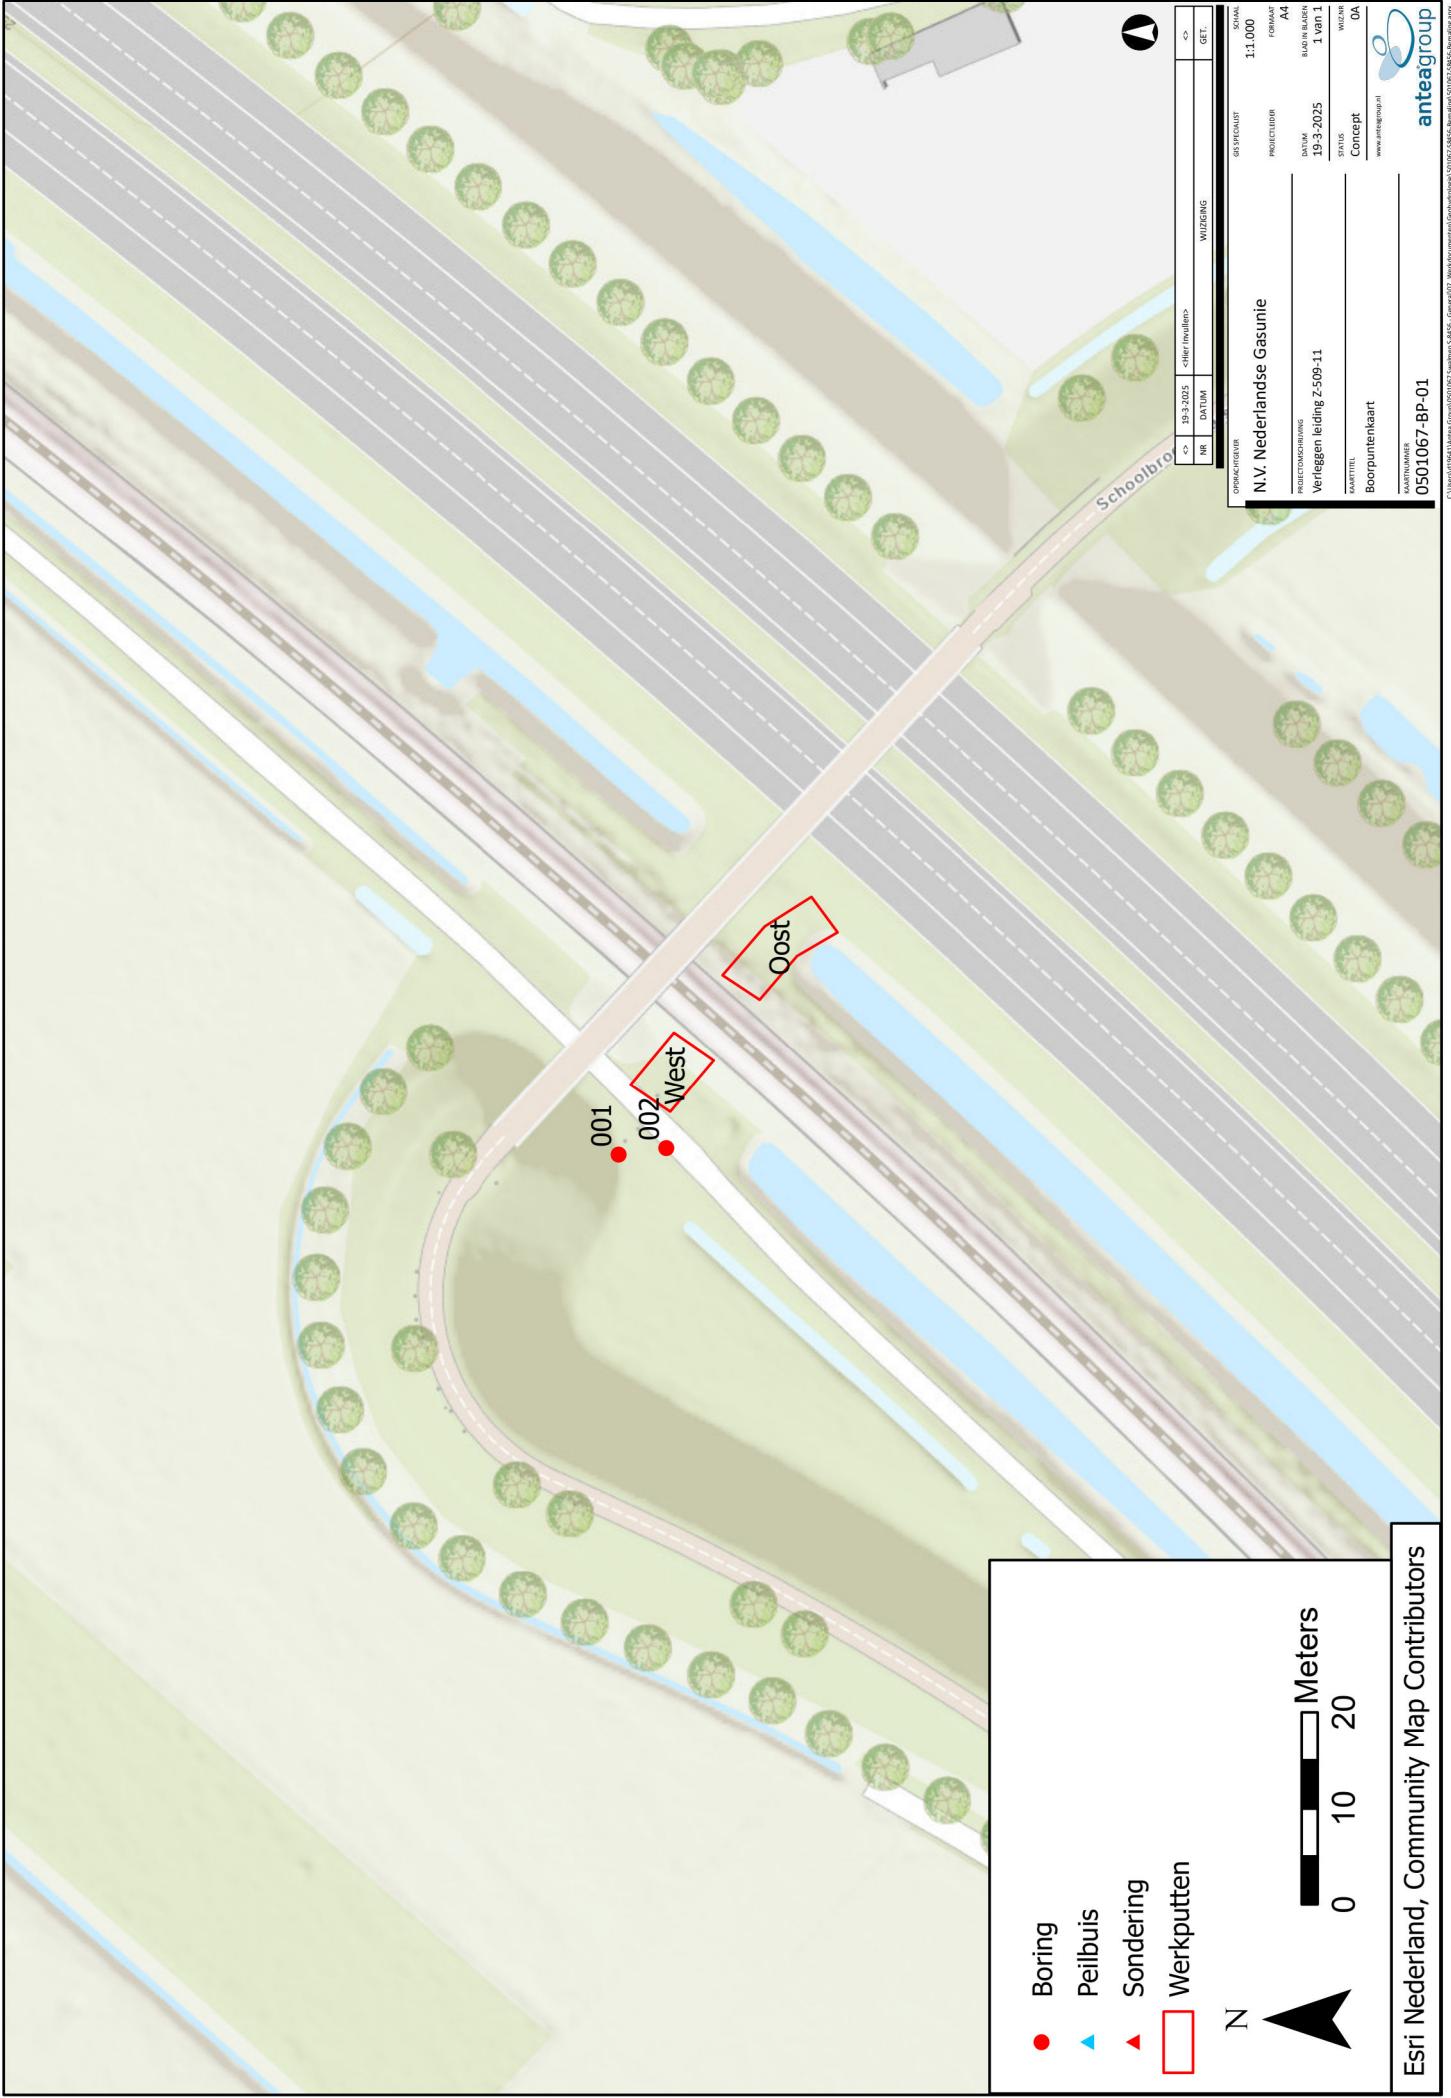 001
002
West
Oost
Schoolbro
Boring
Peilbuis
Sondering
Werkputten
N
0 10 20 Meters
Esri Nederland, Community Map Contributors
<> 19-3-2025 <Hier Invullen> <>
NR DATUM WIJZIGING GET.
OPDRACHTGEVER
N.V. Nederlandse Gasunie
PROJECTOMSCHRIJVING
Verleggen leiding Z-509-11
KAARTTITEL
Boorpuntenkaart
KAARTNUMMER
0501067-BP-01
GIS SPECIALIST
SCHAAL
1:1.000
PROJECTLEIDER
FORMAAT
A4
DATUM
19-3-2025
BLAD IN BLADEN
1 van 1
STATUS
Concept
WIJZ.NR
0A
www.anteagroup.nl
anteagroup